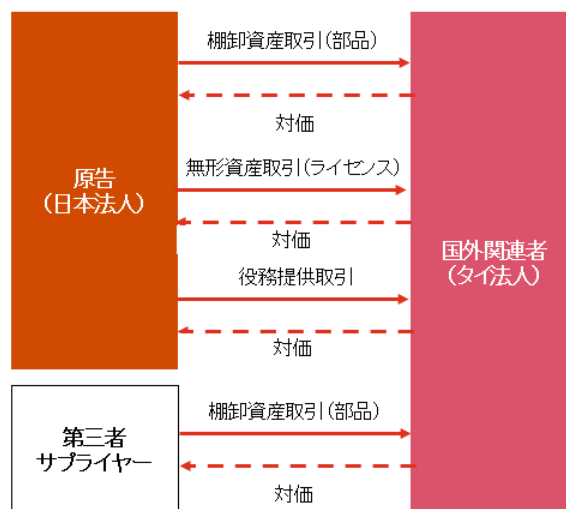 棚卸資産取引(部品)
対価
無形資産取引(ライセンス)
対価
役務提供取引
対価
原告
(日本法人)
国外関連者
(タイ法人)
棚卸資産取引(部品)
対価
第三者
サプライヤー